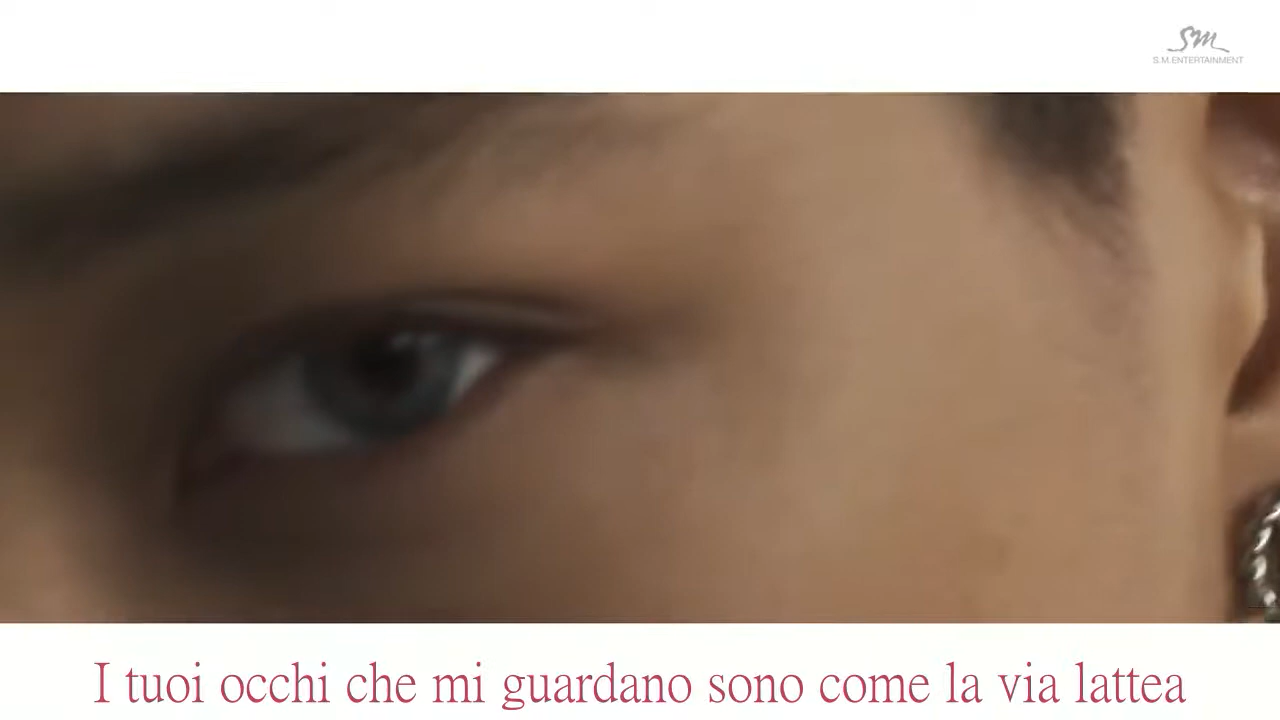 SM
S.M.ENTERTAINMENT
I tuoi occhi che mi guardano sono come la via lattea